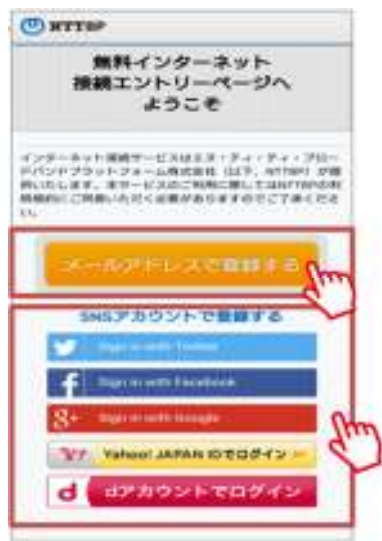 NTTBP
無料インターネット
接続エントリーページへ
ようこそ
インターネット接続サービスはエヌ・ティ・ティ・ブロー
ドバンドプラットフォーム株式会社（以下、NTTBP）が提
供いたします。本サービスのご利用に際してはNTTBPの利
用規約にご同意いただく必要がありますのでご了承くださ
い。
メールアドレスで登録する
SNSアカウントで登録する
Sign in with Twitter
f Sign in with Facebook
8+ Sign in with Google
Y! Yahoo! JAPAN IDでログイン
d dアカウントでログイン